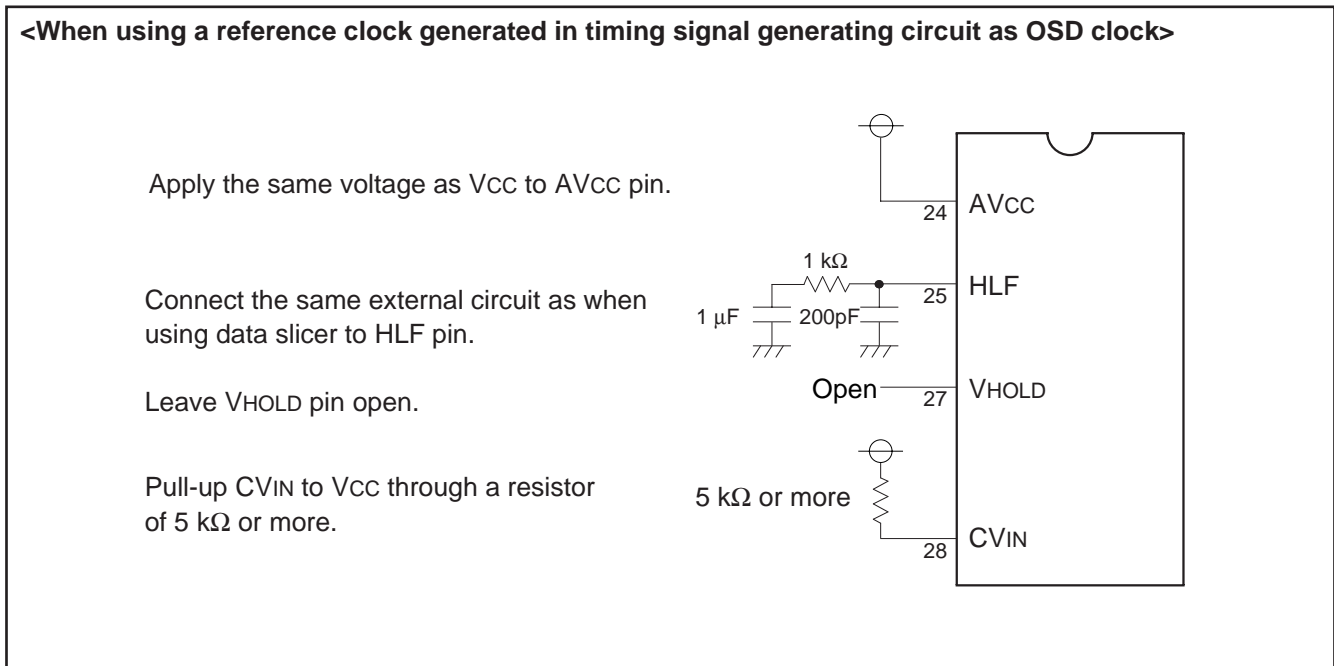 <When using a reference clock generated in timing signal generating circuit as OSD clock>
Apply the same voltage as VCC to AVCC pin.
24
AVCC
1 kΩ
Connect the same external circuit as when
using data slicer to HLF pin.
1 μF
200pF
25
HLF
Leave VHOLD pin open.
Open
27
VHOLD
Pull-up CVIN to VCC through a resistor
of 5 kΩ or more.
5 kΩ or more
28
CVIN